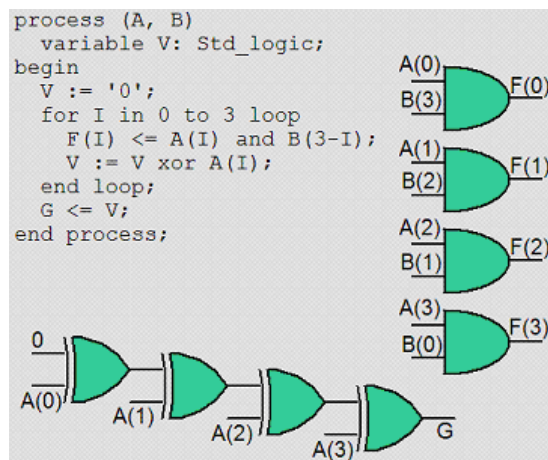 process (A, B)
variable V: Std_logic;
begin
V := '0';
for I in 0 to 3 loop
F(I) <= A(I) and B(3-I);
V := V xor A(I);
end loop;
G <= V;
end process;
A(0)
F(0)
B(3)
A(1)
F(1)
B(2)
A(2)
F(2)
B(1)
A(3)
F(3)
B(0)
0
A(0)
A(1)
A(2)
A(3)
G